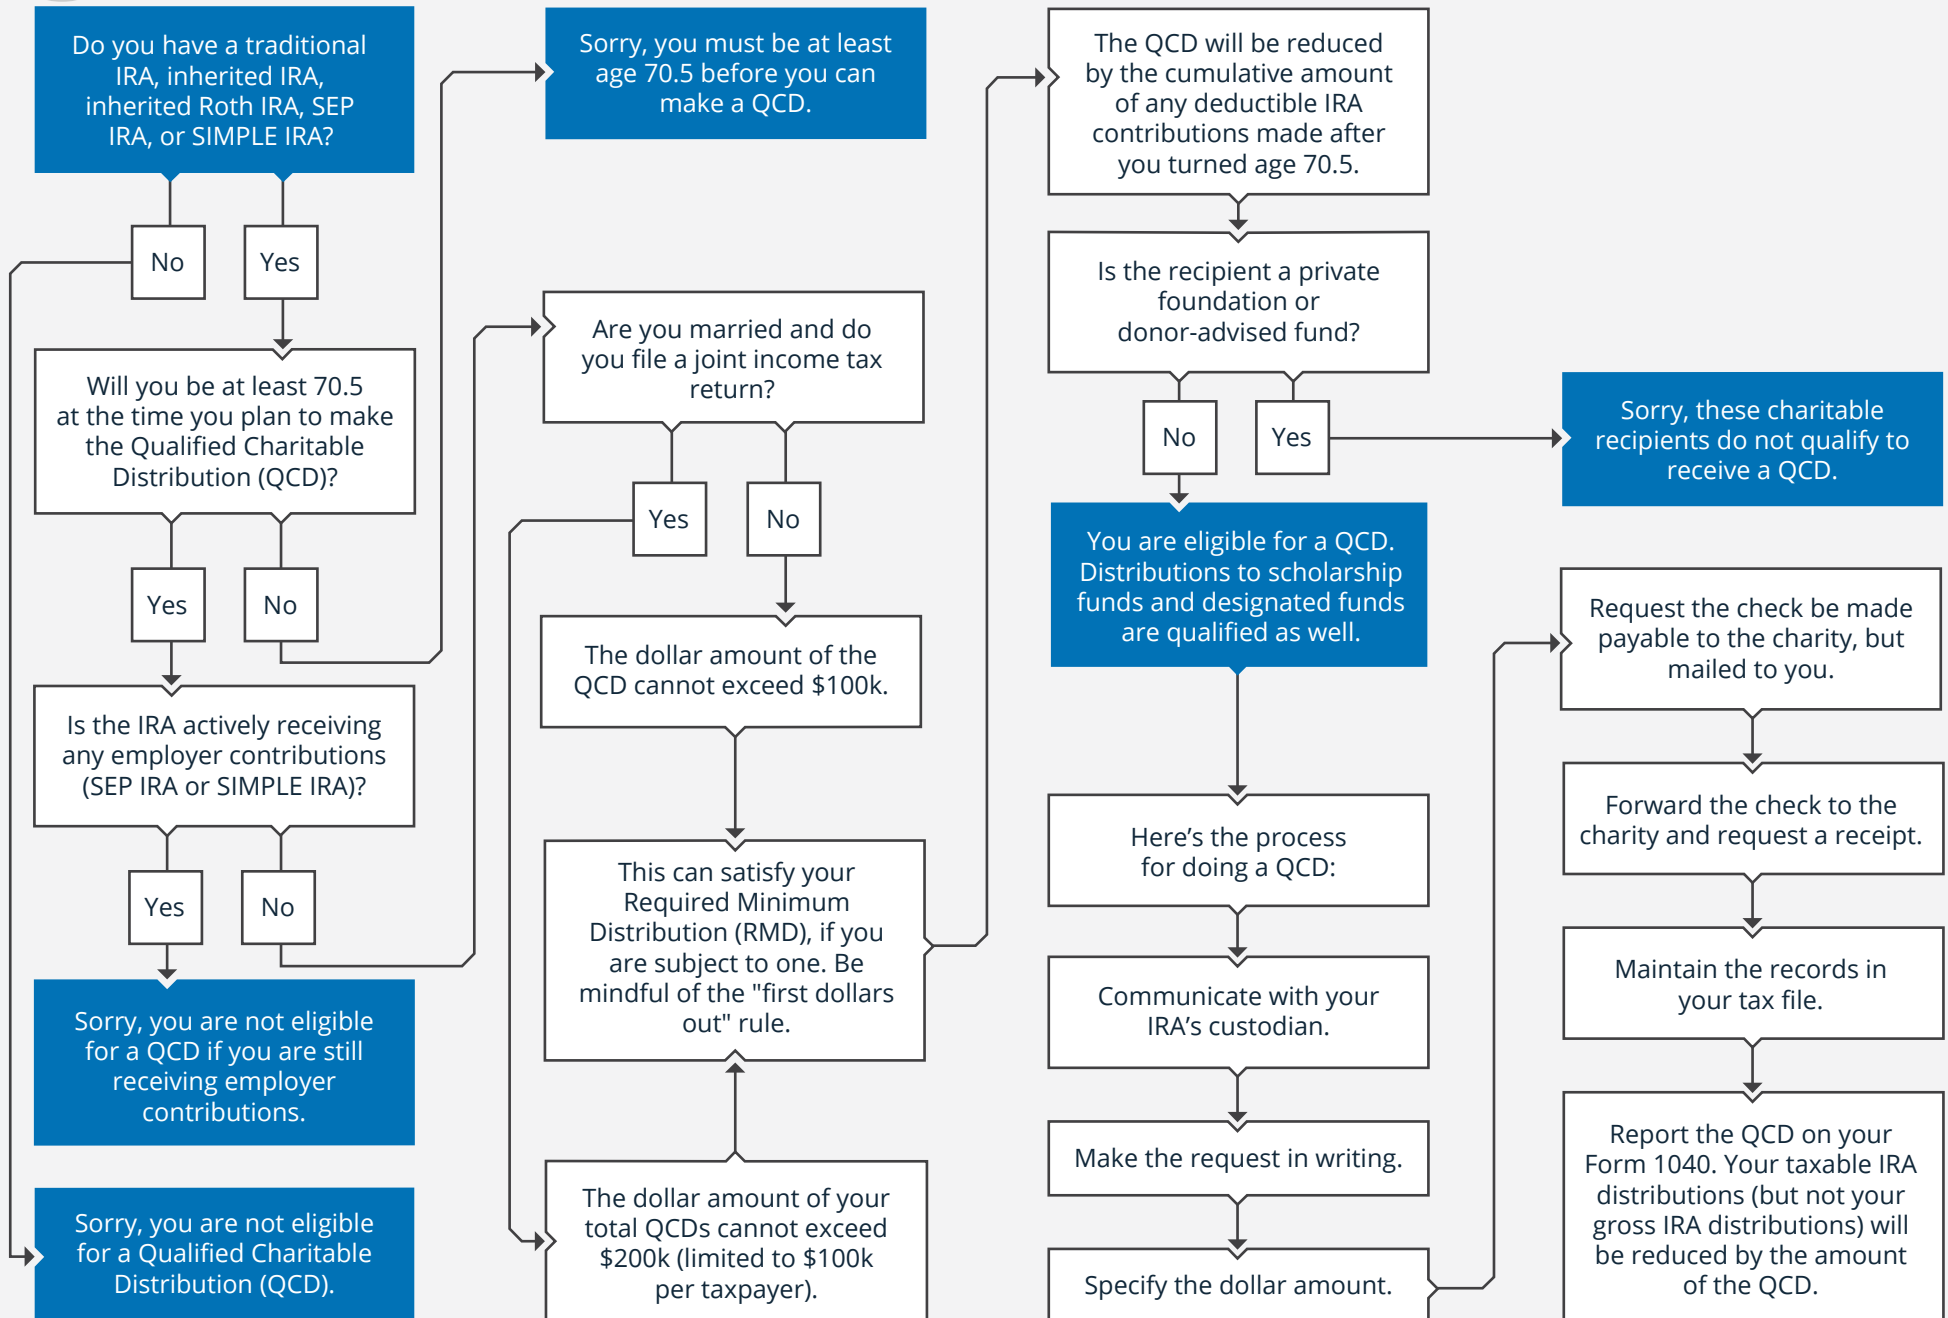 Do you have a traditional
IRA, inherited IRA,
inherited Roth IRA, SEP
IRA, or SIMPLE IRA?
No
Yes
Will you be at least 70.5
at the time you plan to make
the Qualified Charitable
Distribution (QCD)?
Yes
No
Is the IRA actively receiving
any employer contributions
(SEP IRA or SIMPLE IRA)?
Yes
No
Sorry, you are not eligible
for a QCD if you are still
receiving employer
contributions.
Sorry, you are not eligible
for a Qualified Charitable
Distribution (QCD).
Sorry, you must be at least
age 70.5 before you can
make a QCD.
Are you married and do
you file a joint income tax
return?
Yes
No
The dollar amount of the
QCD cannot exceed $100k.
This can satisfy your
Required Minimum
Distribution (RMD), if you
are subject to one. Be
mindful of the "first dollars
out" rule.
The dollar amount of your
total QCDs cannot exceed
$200k (limited to $100k
per taxpayer).
The QCD will be reduced
by the cumulative amount
of any deductible IRA
contributions made after
you turned age 70.5.
Is the recipient a private
foundation or
donor-advised fund?
No
Yes
You are eligible for a QCD.
Distributions to scholarship
funds and designated funds
are qualified as well.
Here’s the process
for doing a QCD:
Communicate with your
IRA’s custodian.
Make the request in writing.
Specify the dollar amount.
Sorry, these charitable
recipients do not qualify to
receive a QCD.
Request the check be made
payable to the charity, but
mailed to you.
Forward the check to the
charity and request a receipt.
Maintain the records in
your tax file.
Report the QCD on your
Form 1040. Your taxable IRA
distributions (but not your
gross IRA distributions) will
be reduced by the amount
of the QCD.